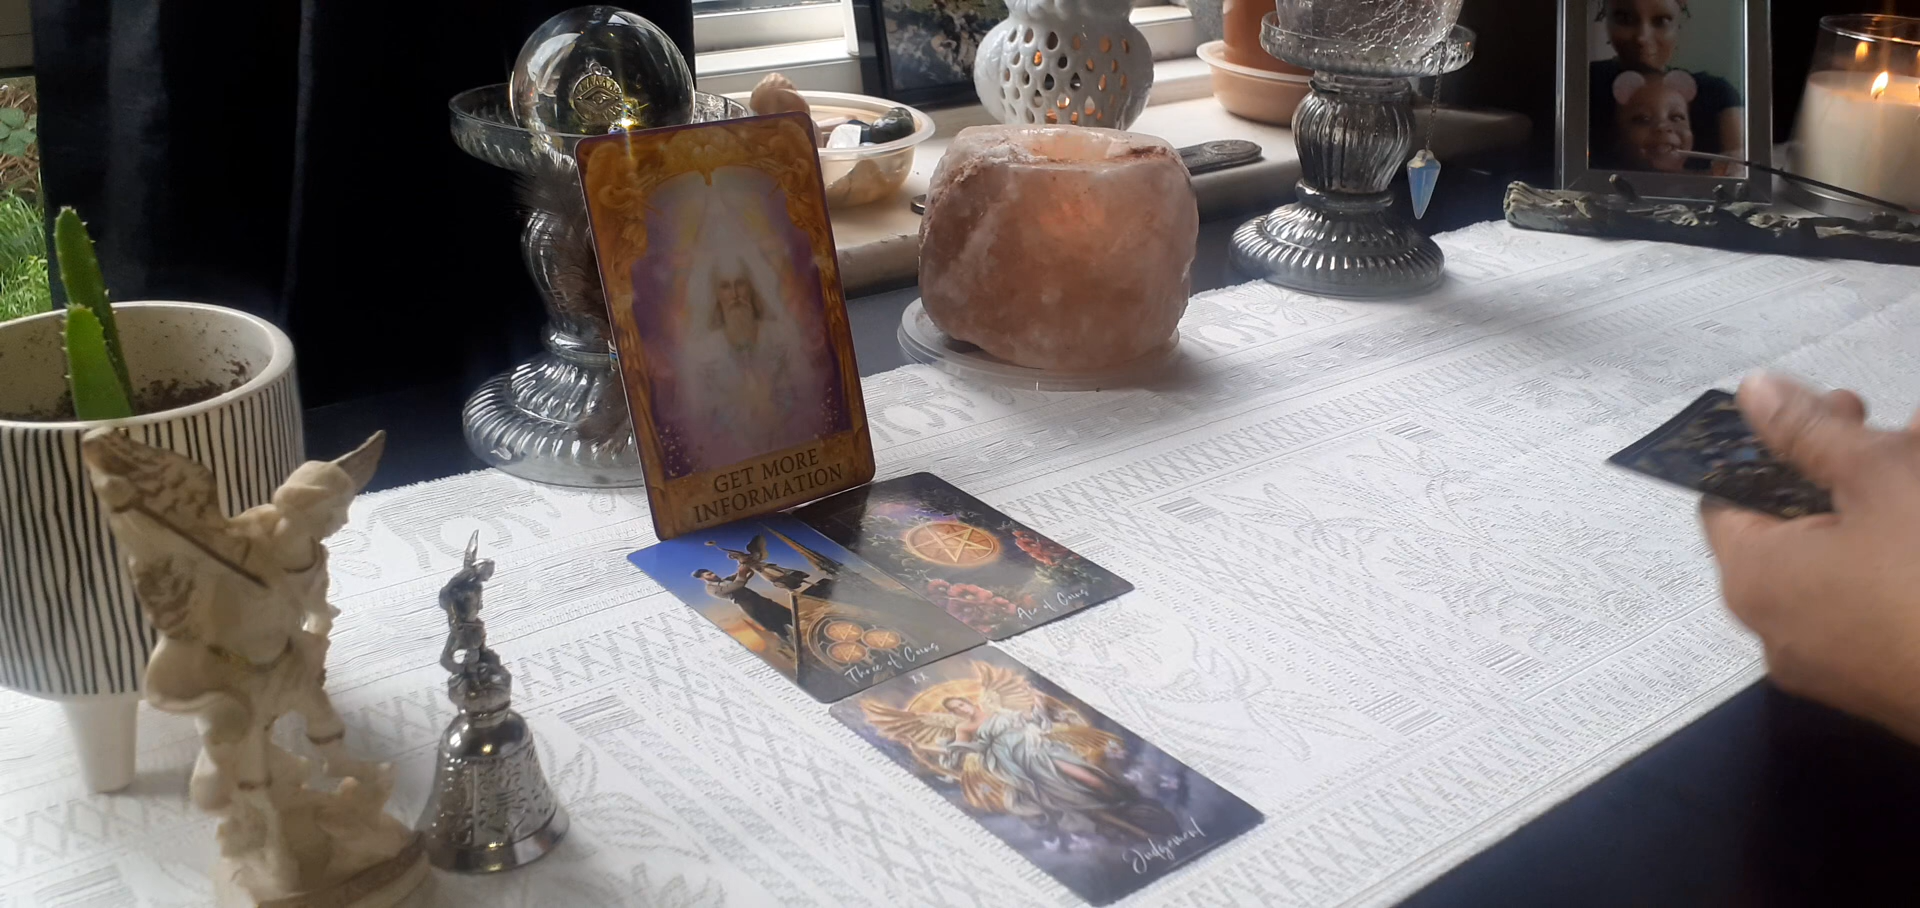 GET MORE
INFORMATION
Ace of Coins
Three of Coins
XX
Judgement